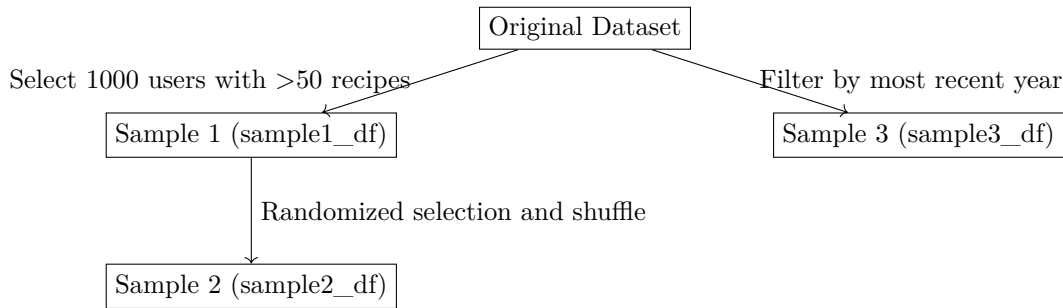 Original Dataset
Select 1000 users with >50 recipes
Filter by most recent year
Sample 1 (sample1_df)
Sample 3 (sample3_df)
Randomized selection and shuffle
Sample 2 (sample2_df)